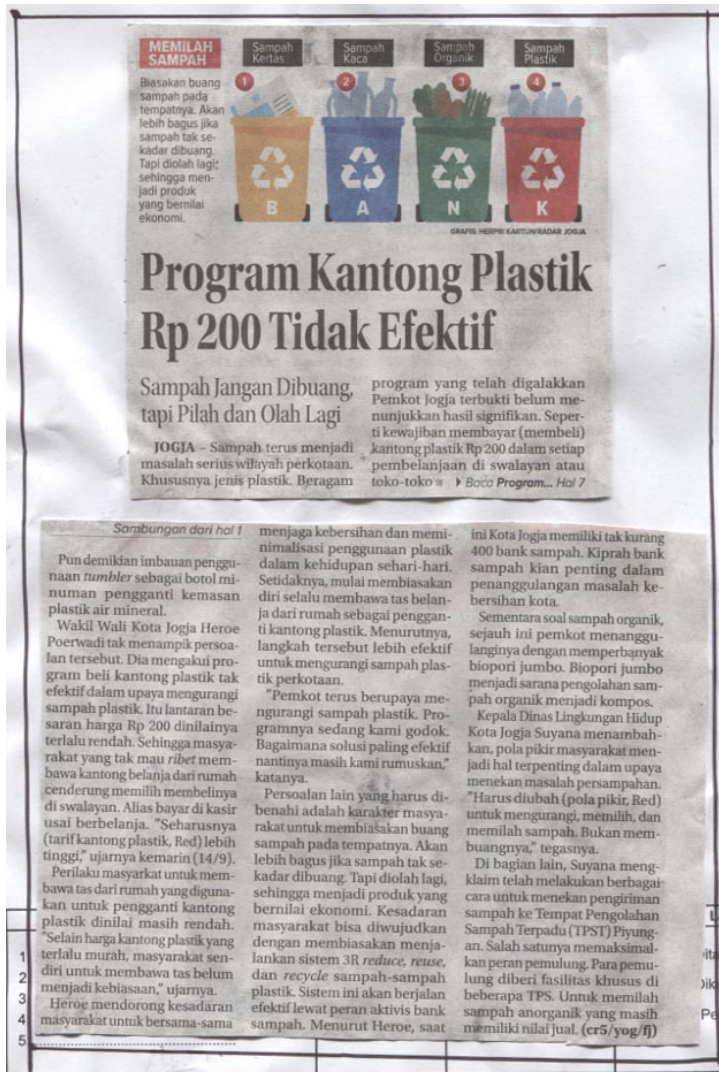 MEMILAH
SAMPAH
Biasakan buang
sampah pada
tempatnya. Akan
lebih bagus jika
sampah tak se-
kadar dibuang.
Tapi diolah lagi;
sehingga men-
jadi produk
yang bernilai
ekonomi.
Sampah
Kertas
Sampah
Kaca
Sampah
Organik
Sampah
Plastik
1
2
3
4
B
A
N
K
GRAFIS: HERPRI KARTUN/RADAR JOGJA
Program Kantong Plastik
Rp 200 Tidak Efektif
Sampah Jangan Dibuang,
tapi Pilah dan Olah Lagi
JOGJA – Sampah terus menjadi
masalah serius wilayah perkotaan.
Khususnya jenis plastik. Beragam
program yang telah digalakkan
Pemkot Jogja terbukti belum me-
nunjukkan hasil signifikan. Seper-
ti kewajiban membayar (membeli)
kantong plastik Rp 200 dalam setiap
pembelanjaan di swalayan atau
toko-toko Baca Program... Hal 7
Sambungan dari hal 1
Pun demikian imbauan penggu-
naan tumbler sebagai botol mi-
numan pengganti kemasan
plastik air mineral.
Wakil Wali Kota Jogja Heroe
Poerwadi tak menampik persoa-
lan tersebut. Dia mengakui pro-
gram beli kantong plastik tak
efektif dalam upaya mengurangi
sampah plastik. Itu lantaran be-
saran harga Rp 200 dinilainya
terlalu rendah. Sehingga masya-
rakat yang tak mau ribet mem-
bawa kantong belanja dari rumah
cenderung memilih membelinya
di swalayan. Alias bayar di kasir
usai berbelanja. "Seharusnya
(tarif kantong plastik, Red) lebih
tinggi," ujarnya kemarin (14/9).
Perilaku masyarkat untuk mem-
bawa tas dari rumah yang diguna-
kan untuk pengganti kantong
plastik dinilai masih rendah.
"Selain harga kantong plastik yang
terlalu murah, masyarakat sen-
diri untuk membawa tas belum
menjadi kebiasaan," ujarnya.
Heroe mendorong kesadaran
masyarakat untuk bersama-sama
menjaga kebersihan dan memi-
nimalisasi penggunaan plastik
dalam kehidupan sehari-hari.
Setidaknya, mulai membiasakan
diri selalu membawa tas belan-
ja dari rumah sebagai penggan-
ti kantong plastik. Menurutnya,
langkah tersebut lebih efektif
untuk mengurangi sampah plas-
tik perkotaan.
"Pemkot terus berupaya me-
ngurangi sampah plastik. Pro-
gramnya sedang kami godok.
Bagaimana solusi paling efektif
nantinya masih kami rumuskan,"
katanya.
Persoalan lain yang harus di-
benahi adalah karakter masya-
rakat untuk membiasakan buang
sampah pada tempatnya. Akan
lebih bagus jika sampah tak se-
kadar dibuang. Tapi diolah lagi,
sehingga menjadi produk yang
bernilai ekonomi. Kesadaran
masyarakat bisa diwujudkan
dengan membiasakan menja-
lankan sistem 3R reduce, reuse,
dan recycle sampah-sampah
plastik. Sistem ini akan berjalan
efektif lewat peran aktivis bank
sampah. Menurut Heroe, saat
ini Kota Jogja memiliki tak kurang
400 bank sampah. Kiprah bank
sampah kian penting dalam
penanggulangan masalah ke-
bersihan kota.
Sementara soal sampah organik,
sejauh ini pemkot menanggu-
langinya dengan memperbanyak
biopori jumbo. Biopori jumbo
menjadi sarana pengolahan sam-
pah organik menjadi kompos.
Kepala Dinas Lingkungan Hidup
Kota Jogja Suyana menambah-
kan, pola pikir masyarakat men-
jadi hal terpenting dalam upaya
menekan masalah persampahan.
"Harus diubah (pola pikir, Red)
untuk mengurangi, memilih, dan
memilah sampah. Bukan mem-
buangnya," tegasnya.
Di bagian lain, Suyana meng-
klaim telah melakukan berbagai
cara untuk menekan pengiriman
sampah ke Tempat Pengolahan
Sampah Terpadu (TPST) Piyung-
an. Salah satunya memaksimal-
kan peran pemulung. Para pemu-
lung diberi fasilitas khusus di
beberapa TPS. Untuk memilah
sampah anorganik yang masih
memiliki nilai jual. (cr5/yog/fj)
1
2
3
4
5